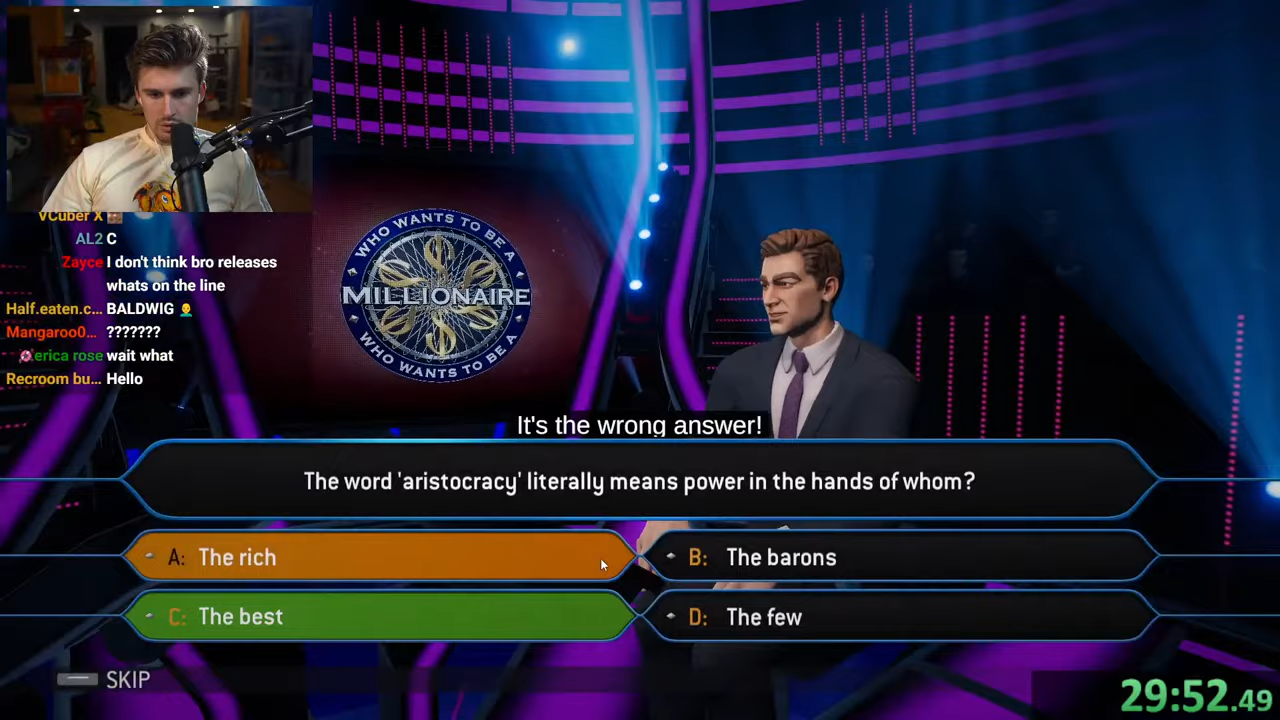 VCuber X
AL2 C
Zayce I don't think bro releases
whats on the line
Half.eaten.c... BALDWIG
Mangaroo0... ???????
erica rose wait what
Recroom bu... Hello
WHO WANTS TO BE A
MILLIONAIRE
WHO WANTS TO BE A
It's the wrong answer!
The word 'aristocracy' literally means power in the hands of whom?
A: The rich
B: The barons
C: The best
D: The few
SKIP
29:52.49